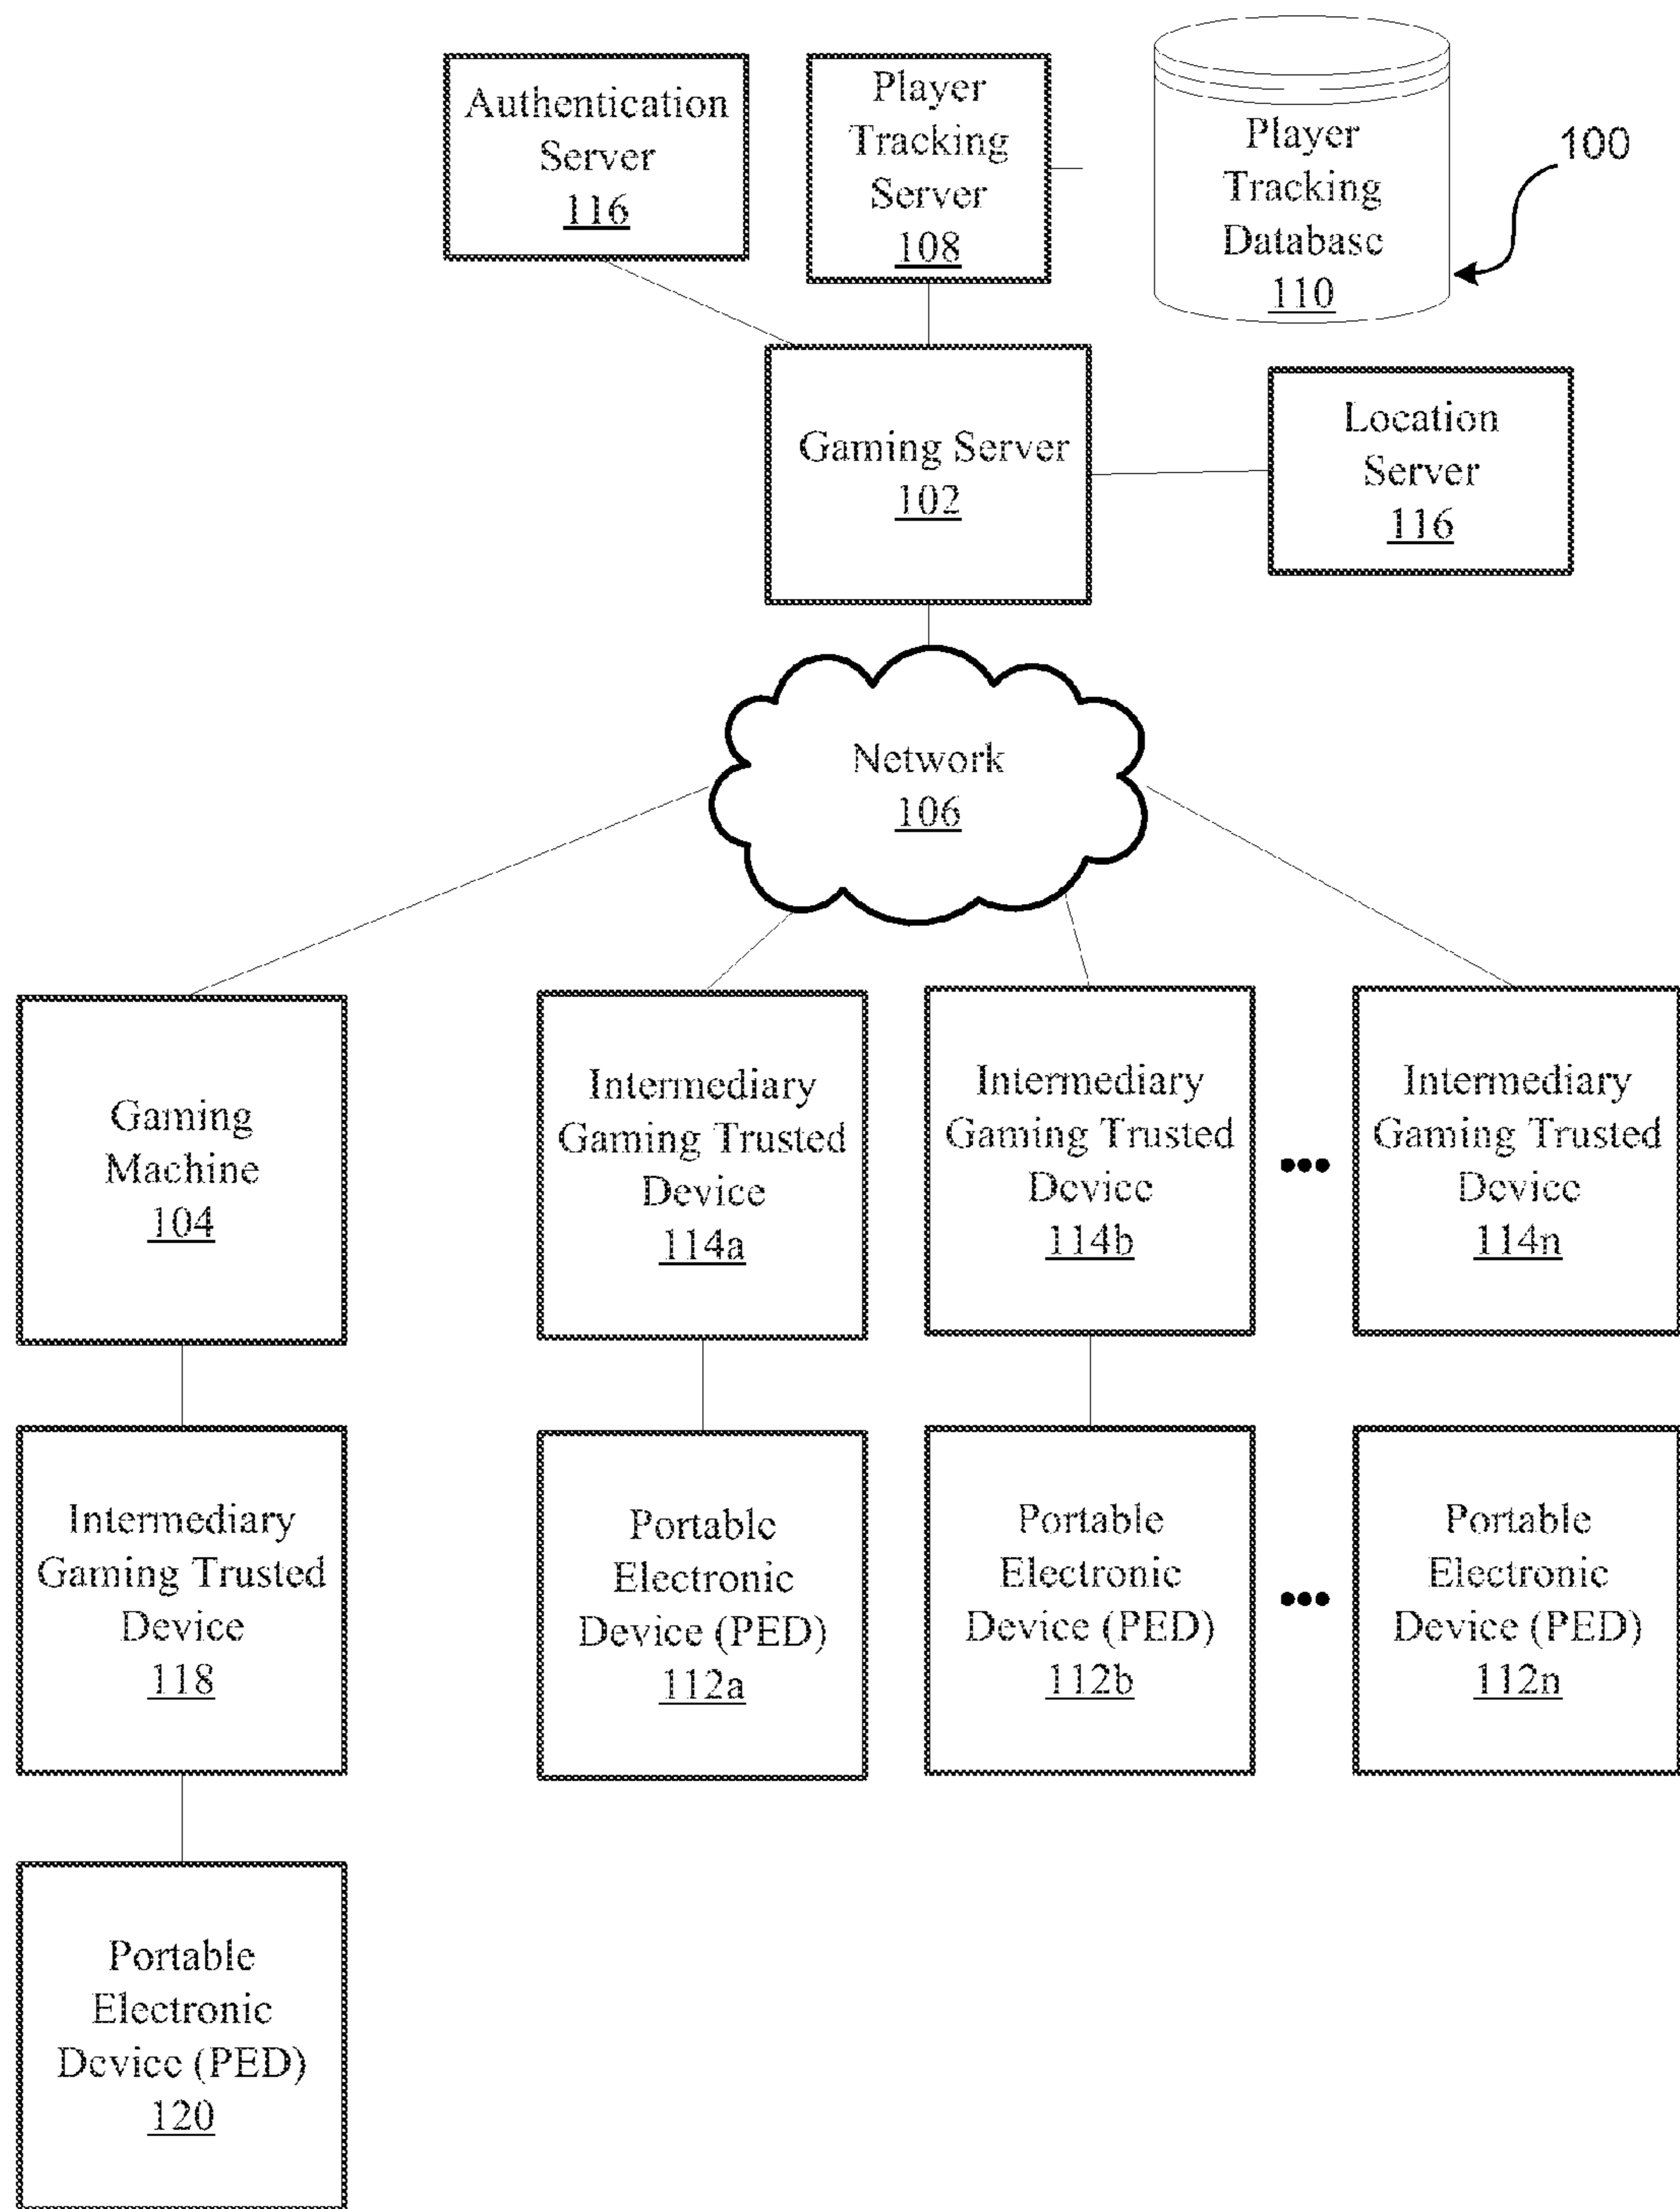 Authentication
Server
116
Player
Tracking
Server
108
Player
Tracking
Database
110
100
Gaming Server
102
Location
Server
116
Network
106
Gaming
Machine
104
Intermediary
Gaming Trusted
Device
114a
Intermediary
Gaming Trusted
Device
114b
•••
Intermediary
Gaming Trusted
Device
114n
Intermediary
Gaming Trusted
Device
118
Portable
Electronic
Device (PED)
112a
Portable
Electronic
Device (PED)
112b
•••
Portable
Electronic
Device (PED)
112n
Portable
Electronic
Device (PED)
120